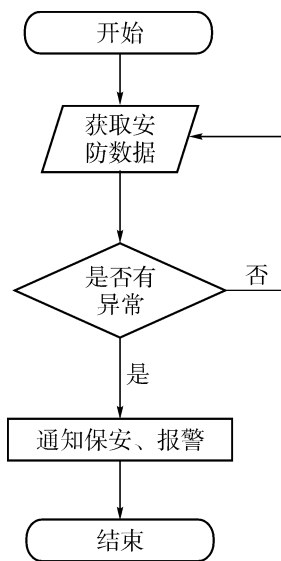 开始
获取安
防数据
是否有
异常
否
是
通知保安、报警
结束